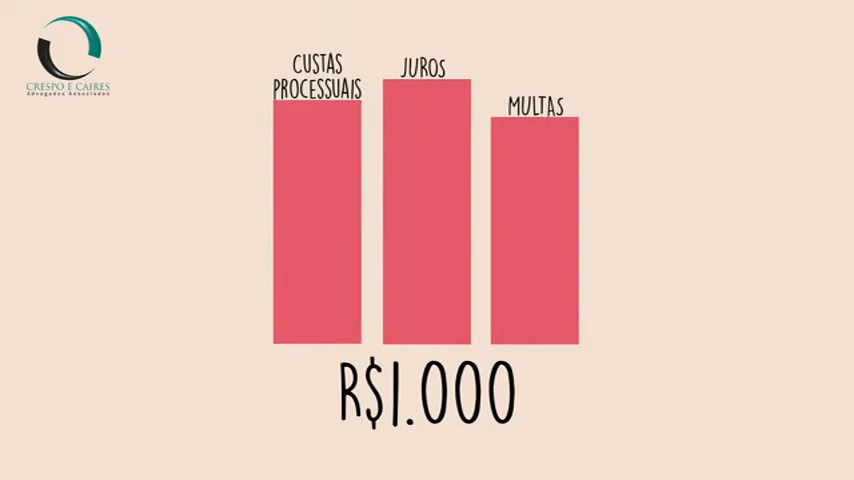 CRESPO E CAIRES
Advogados Associados
CUSTAS
PROCESSUAIS
JUROS
MULTAS
R$1.000